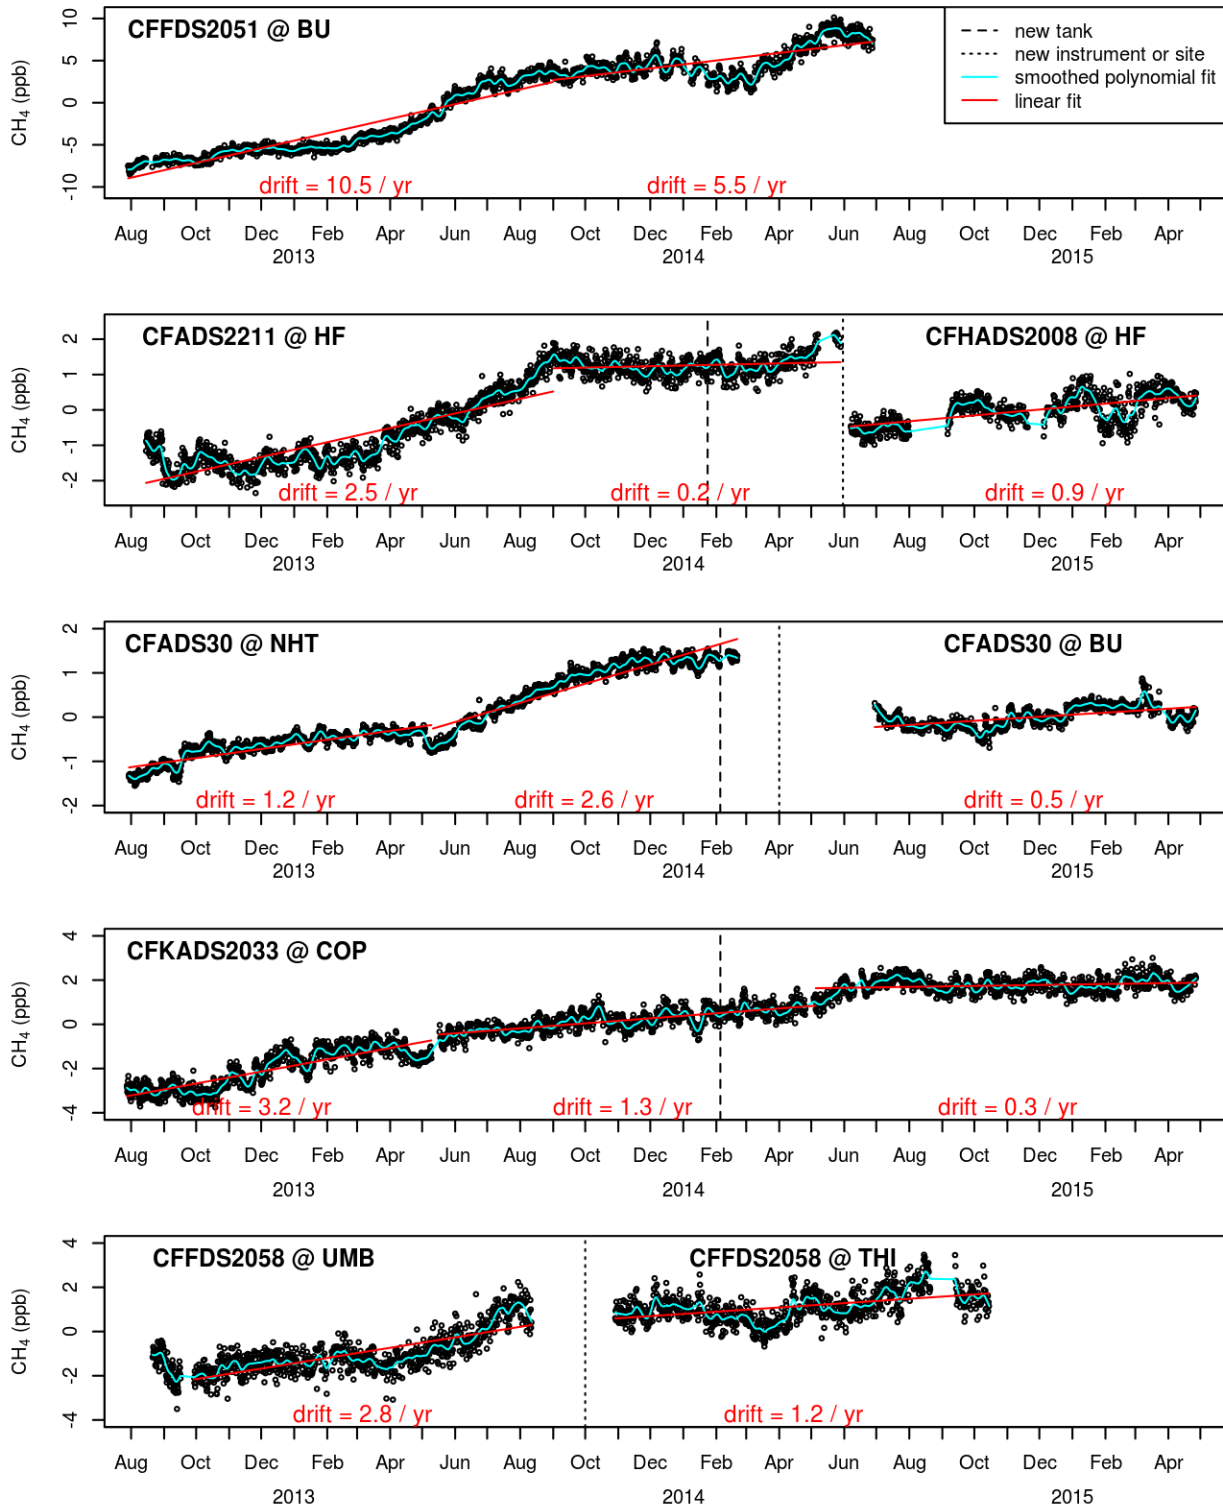 CFFDS2051 @ BU
new tank
new instrument or site
smoothed polynomial fit
linear fit
CH4 (ppb)
10
5
0
-5
-10
drift = 10.5 / yr drift = 5.5 / yr
Aug Oct Dec Feb Apr Jun Aug Oct Dec Feb Apr Jun Aug Oct Dec Feb Apr
2013 2014 2015
CFADS2211 @ HF CFHADS2008 @ HF
CH4 (ppb)
2
1
0
-1
-2
drift = 2.5 / yr drift = 0.2 / yr drift = 0.9 / yr
Aug Oct Dec Feb Apr Jun Aug Oct Dec Feb Apr Jun Aug Oct Dec Feb Apr
2013 2014 2015
CFADS30 @ NHT CFADS30 @ BU
CH4 (ppb)
2
1
0
-1
-2
drift = 1.2 / yr drift = 2.6 / yr drift = 0.5 / yr
Aug Oct Dec Feb Apr Jun Aug Oct Dec Feb Apr Jun Aug Oct Dec Feb Apr
2013 2014 2015
CFKADS2033 @ COP
CH4 (ppb)
4
2
0
-2
-4
drift = 3.2 / yr drift = 1.3 / yr drift = 0.3 / yr
Aug Oct Dec Feb Apr Jun Aug Oct Dec Feb Apr Jun Aug Oct Dec Feb Apr
2013 2014 2015
CFFDS2058 @ UMB CFFDS2058 @ THI
CH4 (ppb)
4
2
0
-2
-4
drift = 2.8 / yr drift = 1.2 / yr
Aug Oct Dec Feb Apr Jun Aug Oct Dec Feb Apr Jun Aug Oct Dec Feb Apr
2013 2014 2015